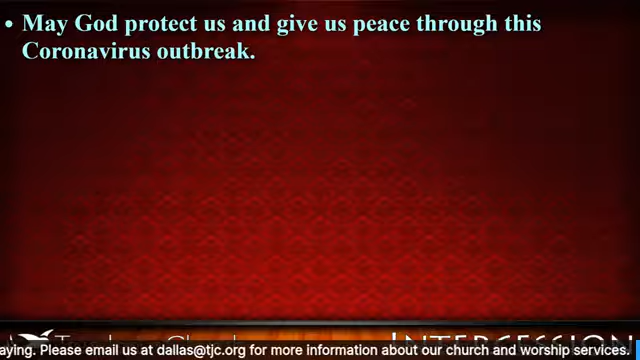 • May God protect us and give us peace through this
Coronavirus outbreak.
INTERCESSION
aying. Please email us at dallas@tjc.org for more information about our church and worship services.